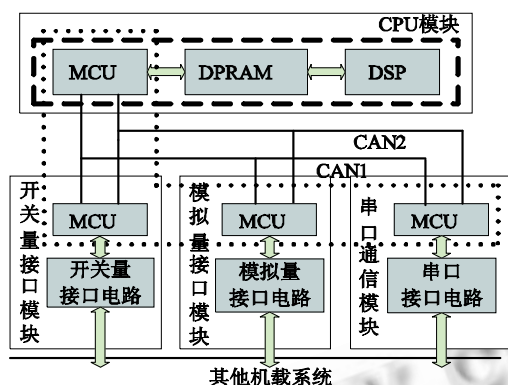 CPU模块
MCU
DPRAM
DSP
CAN2
CAN1
开关量接口模块
MCU
开关量
接口电路
模拟量接口模块
MCU
模拟量
接口电路
串口通信模块
MCU
串口
接口电路
其他机载系统